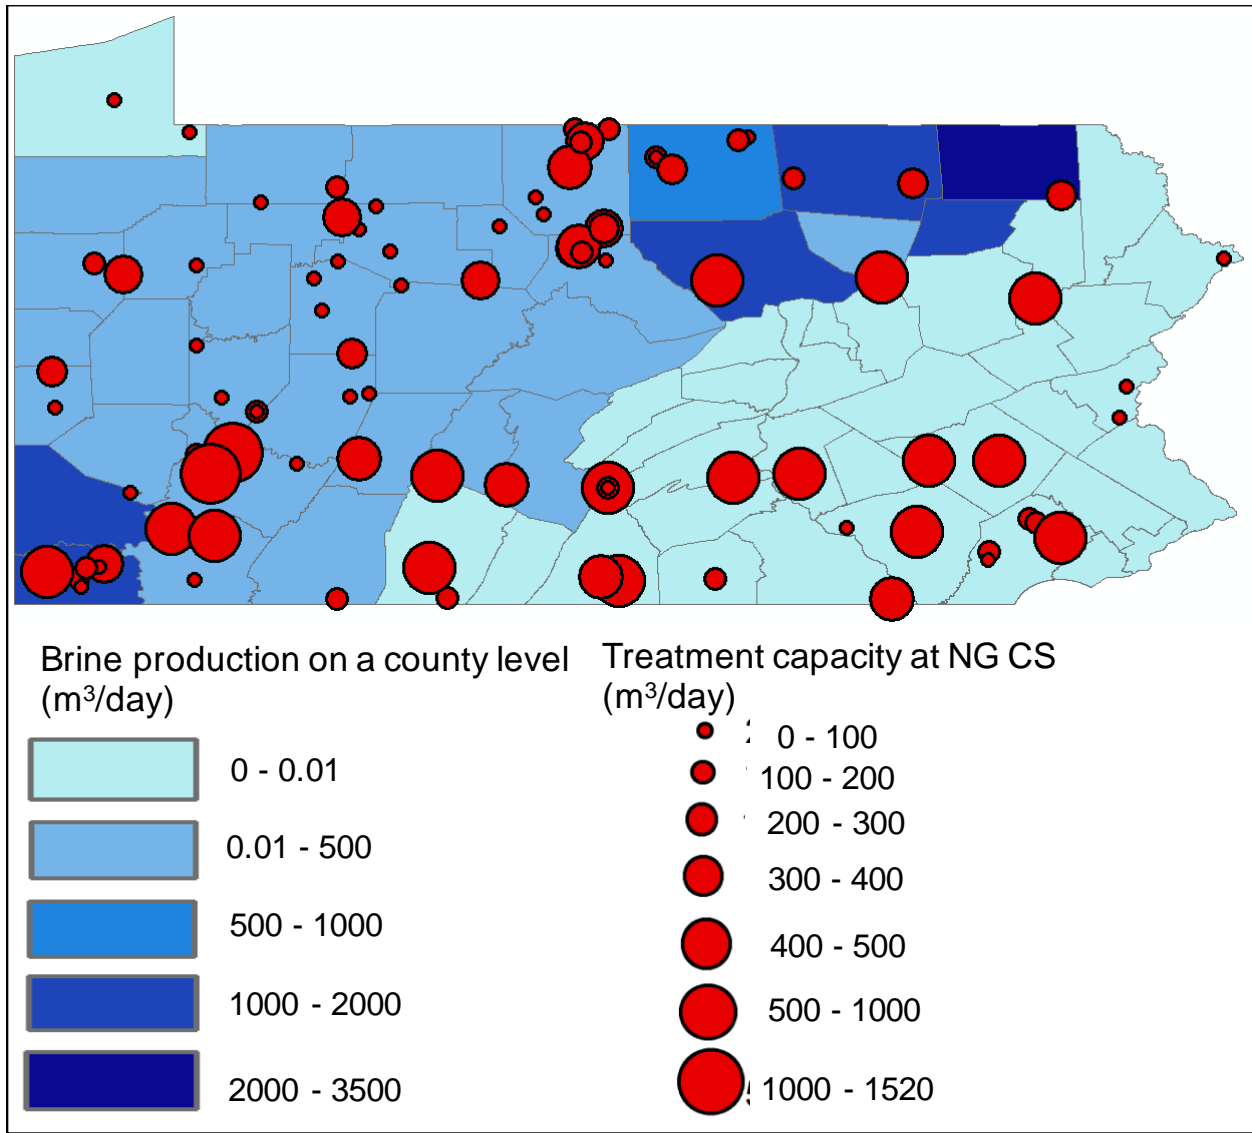 Brine production on a county level
(m³/day)
0 - 0.01
0.01 - 500
500 - 1000
1000 - 2000
2000 - 3500
Treatment capacity at NG CS
(m³/day)
0 - 100
100 - 200
200 - 300
300 - 400
400 - 500
500 - 1000
1000 - 1520